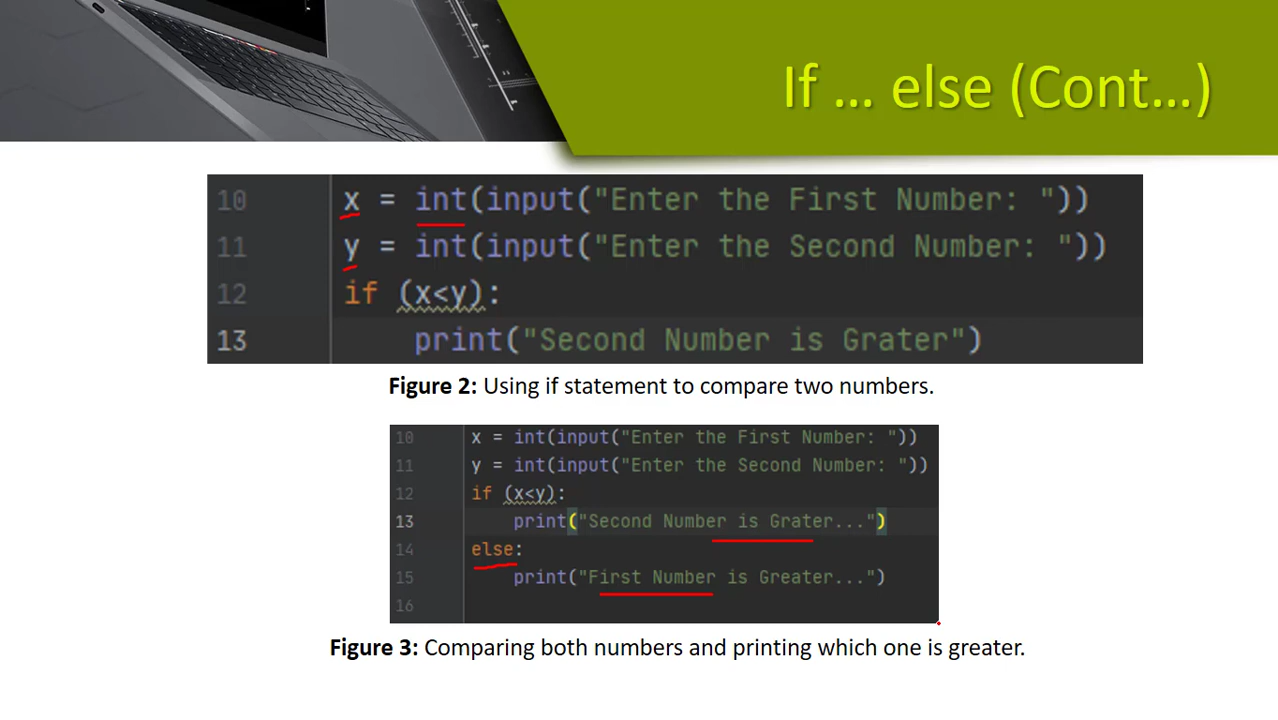 If ... else (Cont...)
10 x = int(input("Enter the First Number: "))
11 y = int(input("Enter the Second Number: "))
12 if (x<y):
13 print("Second Number is Grater")
Figure 2: Using if statement to compare two numbers.
10 x = int(input("Enter the First Number: "))
11 y = int(input("Enter the Second Number: "))
12 if (x<y):
13 print("Second Number is Grater...")
14 else:
15 print("First Number is Greater...")
16
Figure 3: Comparing both numbers and printing which one is greater.